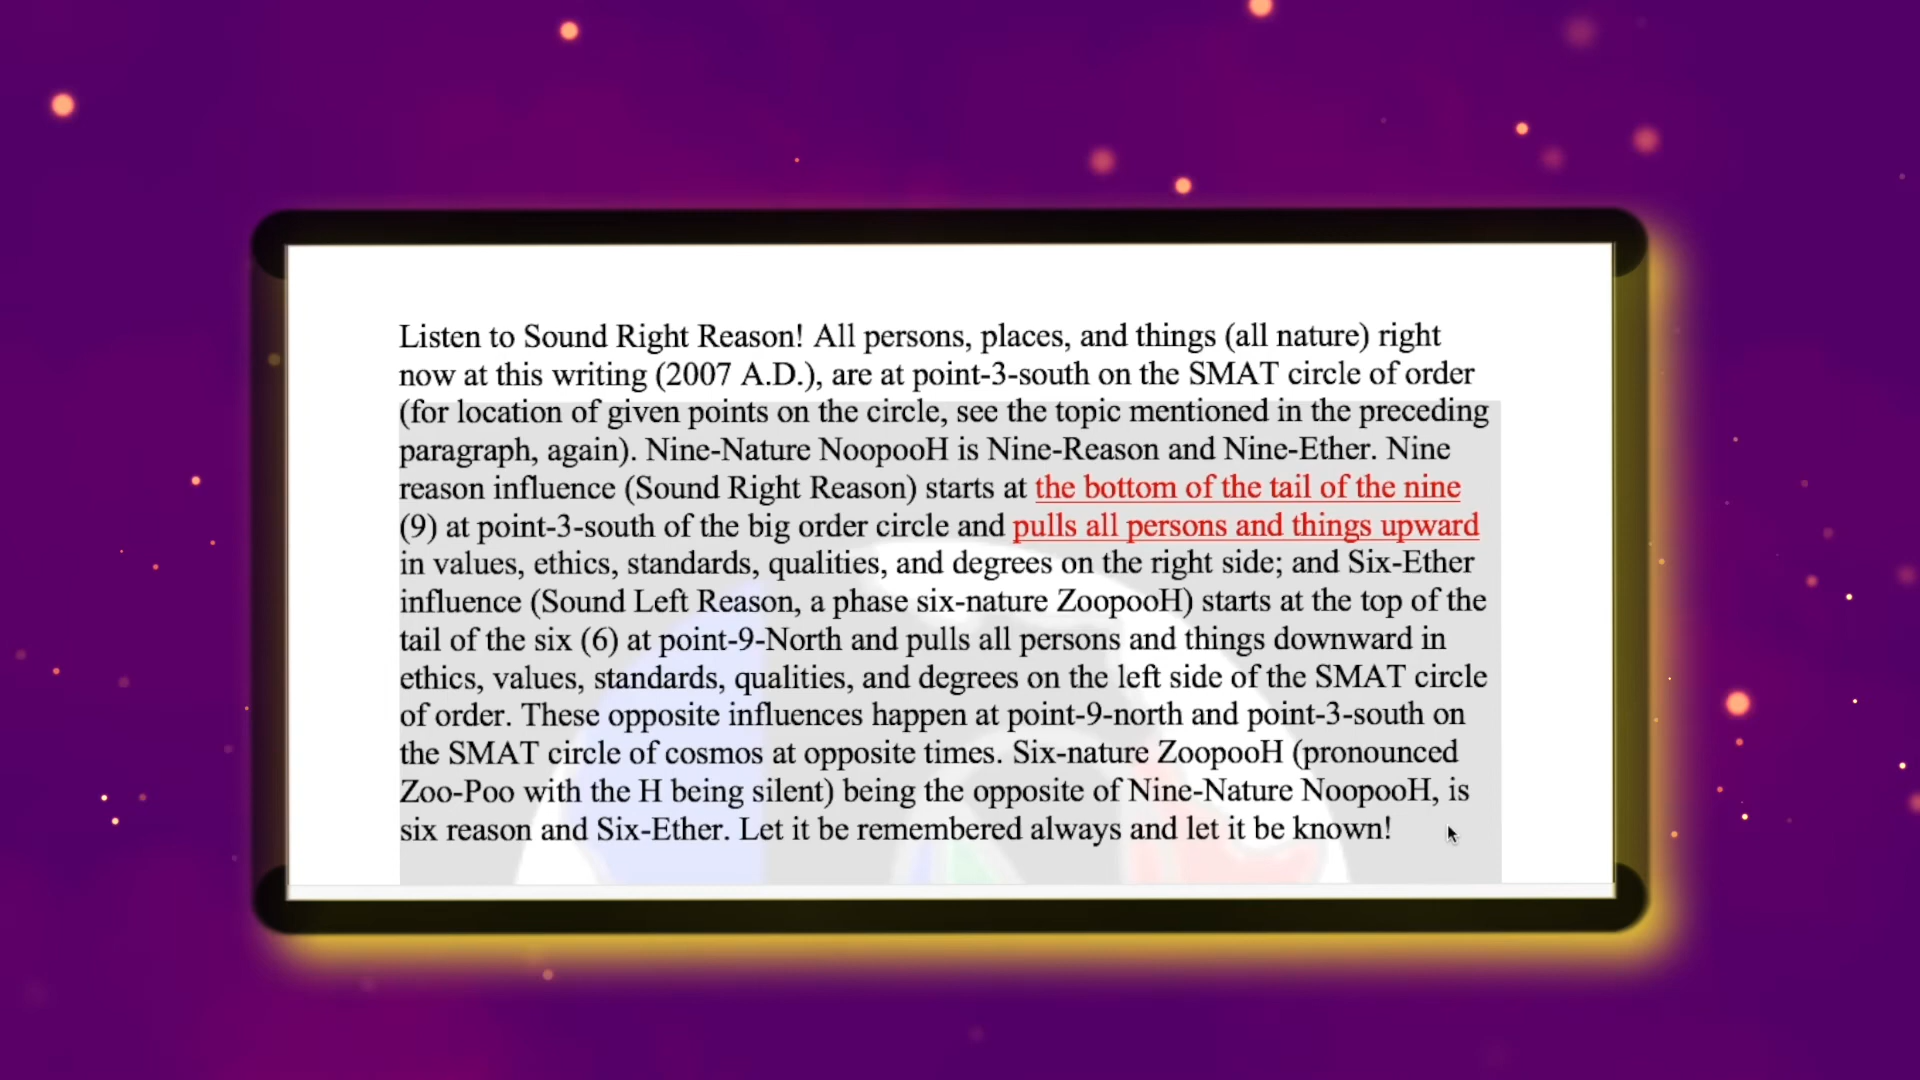 Listen to Sound Right Reason! All persons, places, and things (all nature) right
now at this writing (2007 A.D.), are at point-3-south on the SMAT circle of order
(for location of given points on the circle, see the topic mentioned in the preceding
paragraph, again). Nine-Nature NoopooH is Nine-Reason and Nine-Ether. Nine
reason influence (Sound Right Reason) starts at the bottom of the tail of the nine
(9) at point-3-south of the big order circle and pulls all persons and things upward
in values, ethics, standards, qualities, and degrees on the right side; and Six-Ether
influence (Sound Left Reason, a phase six-nature ZoopooH) starts at the top of the
tail of the six (6) at point-9-North and pulls all persons and things downward in
ethics, values, standards, qualities, and degrees on the left side of the SMAT circle
of order. These opposite influences happen at point-9-north and point-3-south on
the SMAT circle of cosmos at opposite times. Six-nature ZoopooH (pronounced
Zoo-Poo with the H being silent) being the opposite of Nine-Nature NoopooH, is
six reason and Six-Ether. Let it be remembered always and let it be known!